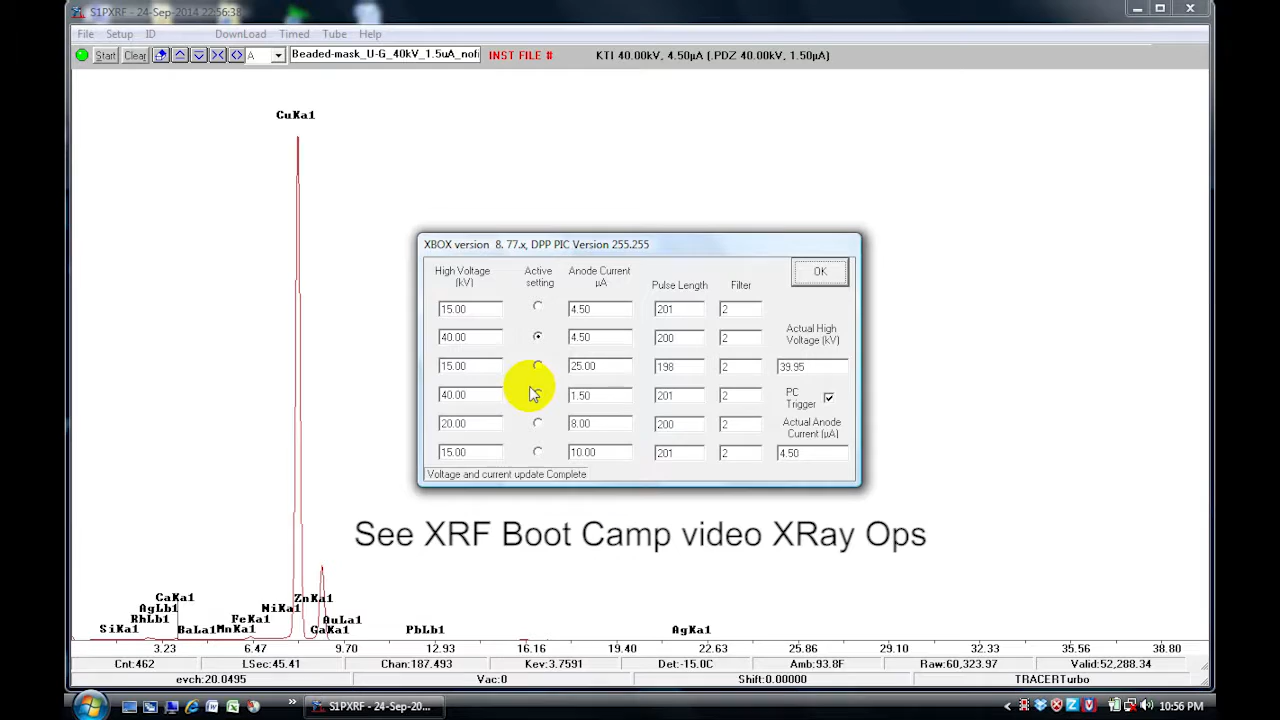 S1PXRF - 24-Sep-2014 22:56:38
File Setup ID DownLoad Timed Tube Help
A Start Clear A Beaded-mask_U-G_40kV_1.5uA_nofi INST FILE # KTI 40.00kV, 4.50µA (.PDZ 40.00kV, 1.50µA)
CuKa1
XBOX version 8. 77.x, DPP PIC Version 255.255
High Voltage (kV)
Active setting
Anode Current µA
Pulse Length
Filter
OK
15.00 4.50 201 2
Actual High Voltage (kV)
40.00 4.50 200 2
15.00 25.00 198 2 39.95
40.00 1.50 201 2
PC Trigger
20.00 8.00 200 2
Actual Anode Current (µA)
15.00 10.00 201 2 4.50
Voltage and current update Complete
See XRF Boot Camp video XRay Ops
CaKa1 ZnKa1
AgLb1 NiKa1
RhLb1 FeKa1 AuLa1
SiKa1 BaLa1 MnKa1 GaKa1 PbLb1 AgKa1
3.23 6.47 9.70 12.93 16.16 19.40 22.63 25.86 29.10 32.33 35.56 38.80
Cnt:462 LSec:45.41 Chan:187.493 Kev:3.7591 Det:-15.0C Amb:93.8F Raw:60,323.97 Valid:52,288.34
evch:20.0495 Vac:0 Shift:0.00000 TRACERTurbo
S1PXRF - 24-Sep-20... 10:56 PM